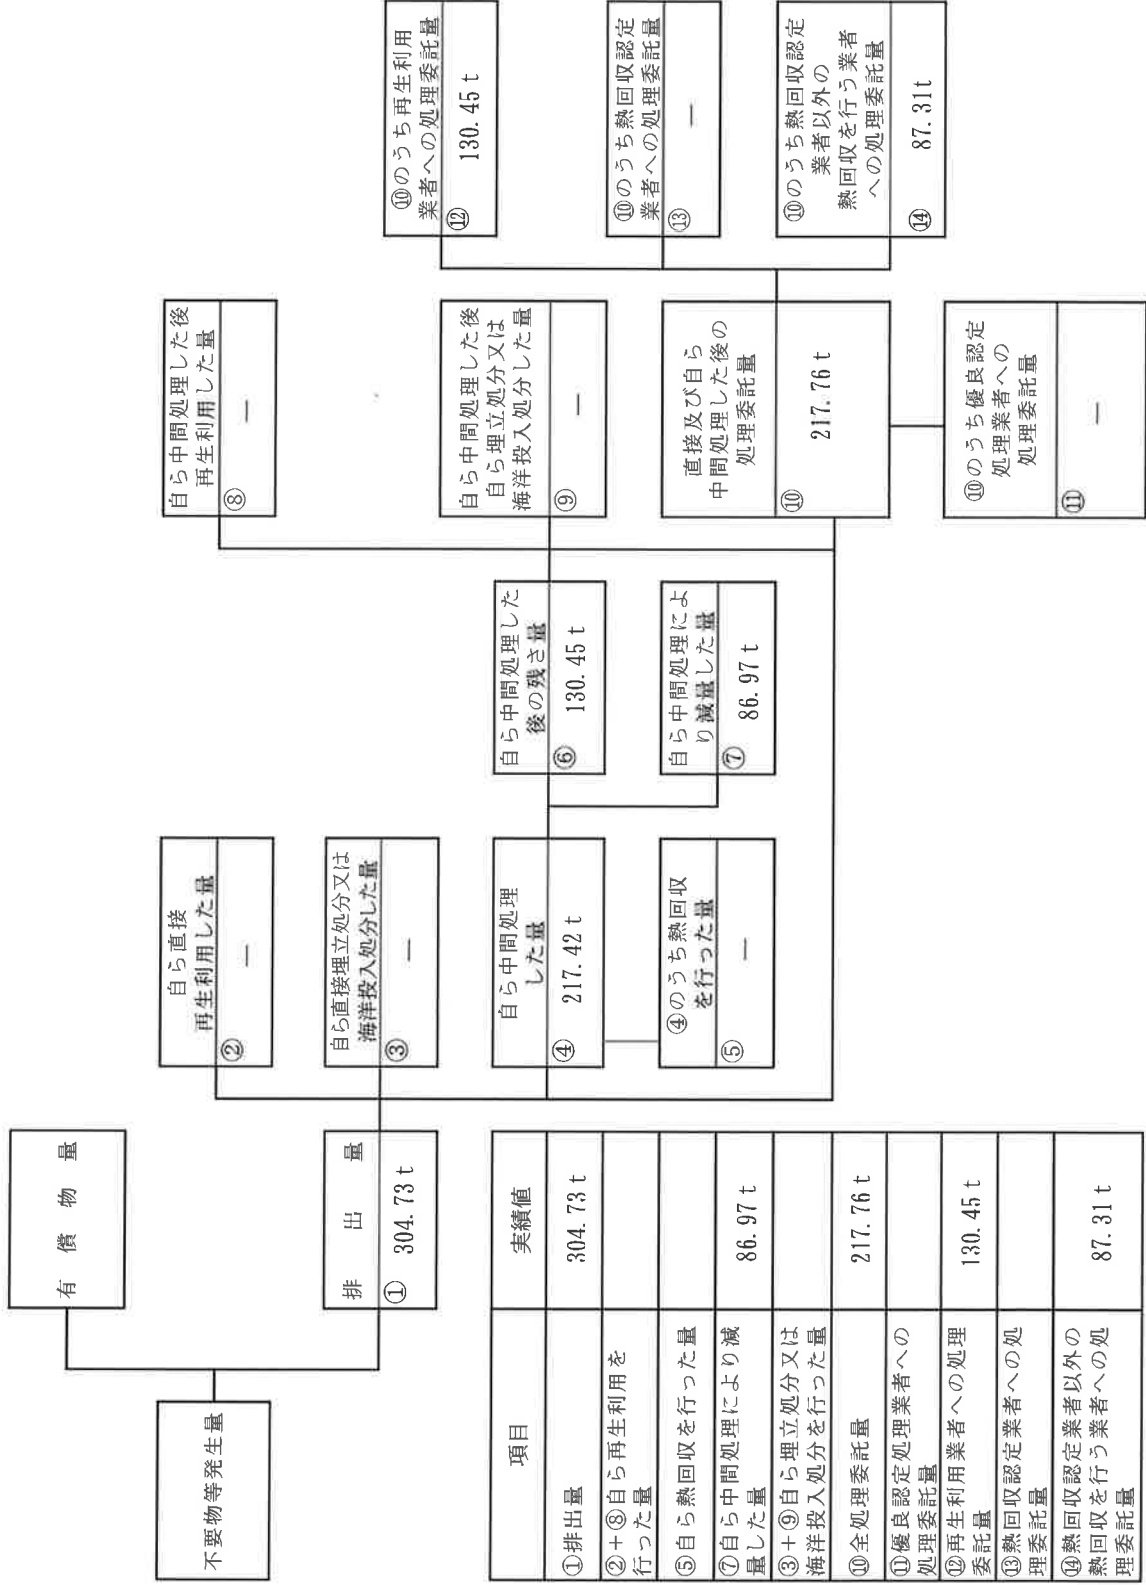 不要物等発生量
有償物量
排出量
① 304.73 t
自ら直接
再生利用した量
② －
自ら直接埋立処分又は
海洋投入処分した量
③ －
自ら中間処理
した量
④ 217.42 t
④のうち熱回収
を行った量
⑤ －
自ら中間処理した
後の残さ量
⑥ 130.45 t
自ら中間処理によ
り減量した量
⑦ 86.97 t
自ら中間処理した後
再生利用した量
⑧ －
自ら中間処理した後
自ら埋立処分又は
海洋投入処分した量
⑨ －
直接及び自ら
中間処理した後の
処理委託量
⑩ 217.76 t
⑩のうち優良認定
処理業者への
処理委託量
⑪ －
⑩のうち再生利用
業者への処理委託量
⑫ 130.45 t
⑩のうち熱回収認定
業者への処理委託量
⑬ －
⑩のうち熱回収認定
業者以外の
熱回収を行う業者
への処理委託量
⑭ 87.31t
項目 実績値
①排出量 304.73 t
②+⑧自ら再生利用を
行った量
⑤自ら熱回収を行った量
⑦自ら中間処理により減
量した量 86.97 t
③+⑨自ら埋立処分又は
海洋投入処分を行った量
⑩全処理委託量 217.76 t
⑪優良認定処理業者への
処理委託量
⑫再生利用業者への処理
委託量 130.45 t
⑬熱回収認定業者への処
理委託量
⑭熱回収認定業者以外の
熱回収を行う業者への処
理委託量 87.31 t